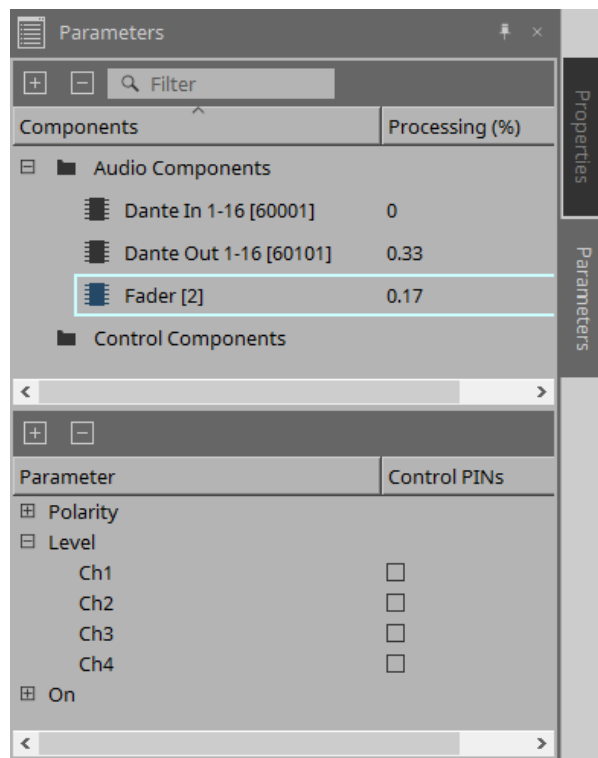 Parameters
Filter
Components Processing (%)
Audio Components
Dante In 1-16 [60001] 0
Dante Out 1-16 [60101] 0.33
Fader [2] 0.17
Control Components
Parameter Control PINs
Polarity
Level
Ch1
Ch2
Ch3
Ch4
On
Properties
Parameters